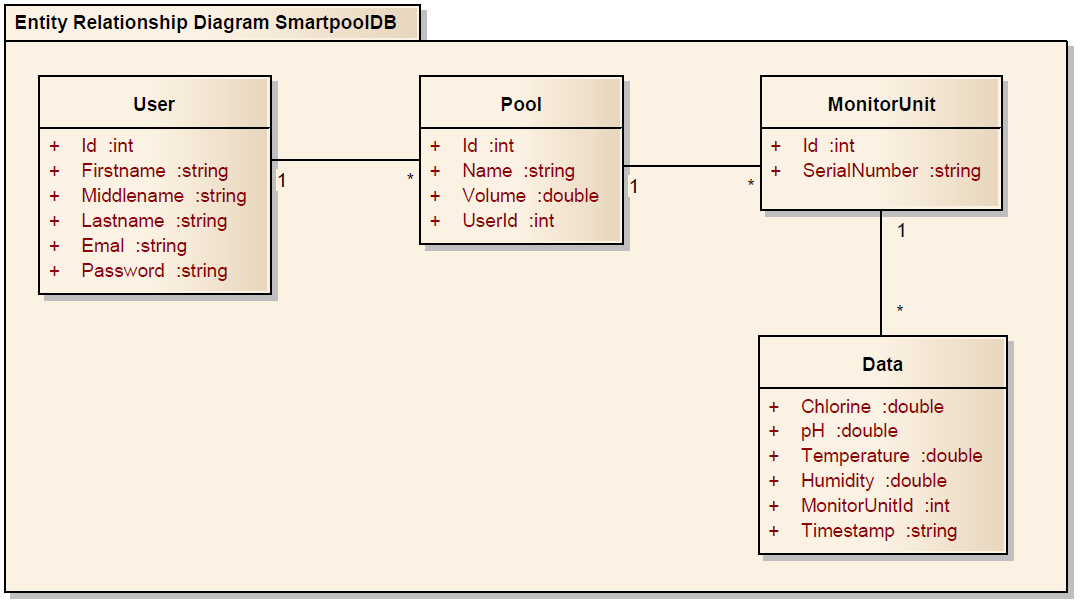 Entity Relationship Diagram SmartpoolDB
User
+ Id :int
+ Firstname :string
+ Middlename :string
+ Lastname :string
+ Emal :string
+ Password :string
1
*
Pool
+ Id :int
+ Name :string
+ Volume :double
+ UserId :int
1
*
MonitorUnit
+ Id :int
+ SerialNumber :string
1
*
Data
+ Chlorine :double
+ pH :double
+ Temperature :double
+ Humidity :double
+ MonitorUnitId :int
+ Timestamp :string